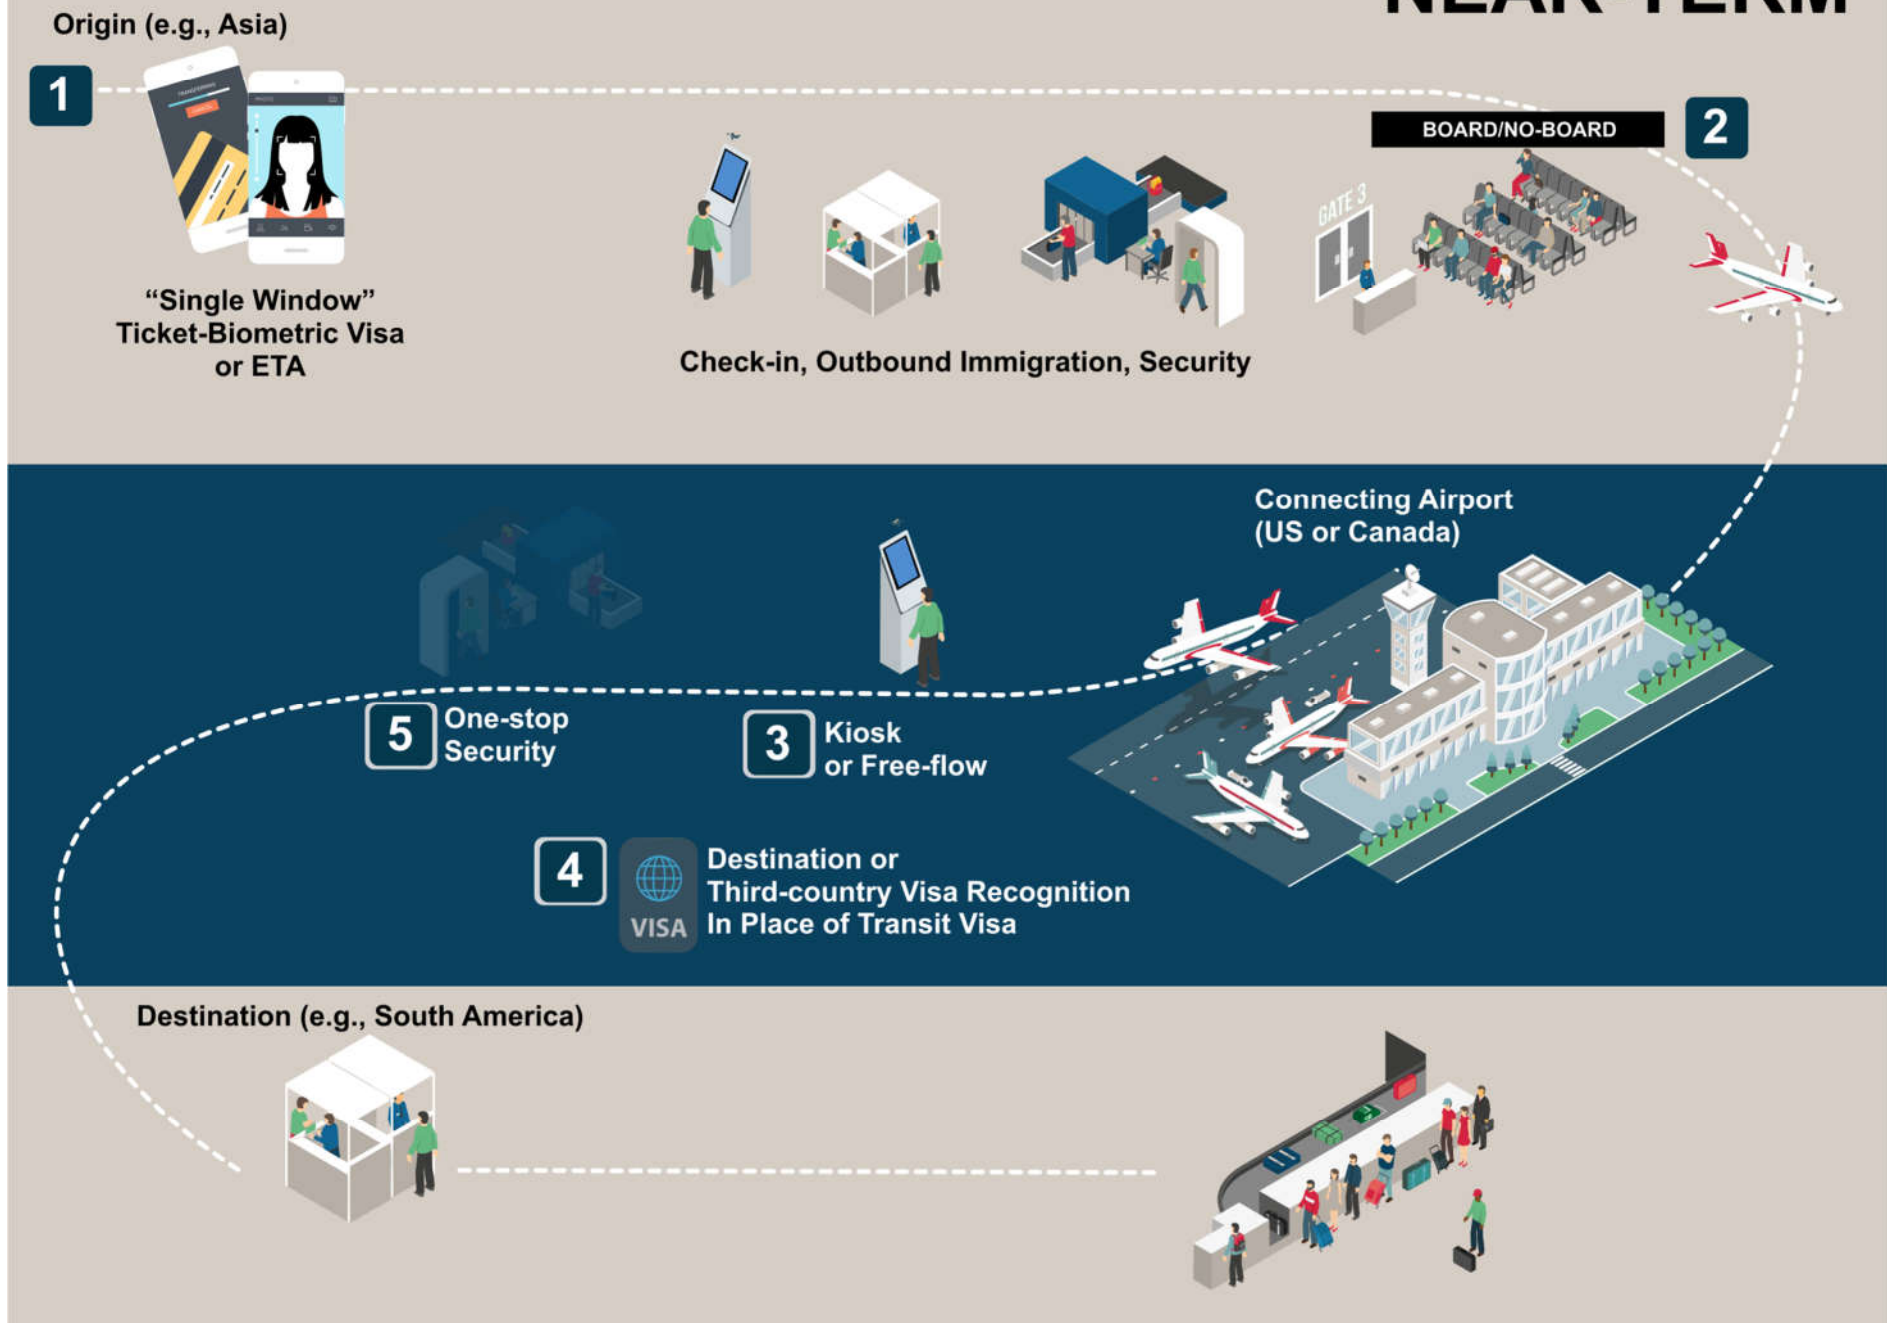 NEAR-TERM
Origin (e.g., Asia)
1
BOARD/NO-BOARD
2
GATE 3
“Single Window”
Ticket-Biometric Visa
or ETA
Check-in, Outbound Immigration, Security
Connecting Airport
(US or Canada)
5
One-stop
Security
3
Kiosk
or Free-flow
4
VISA
Destination or
Third-country Visa Recognition
In Place of Transit Visa
Destination (e.g., South America)